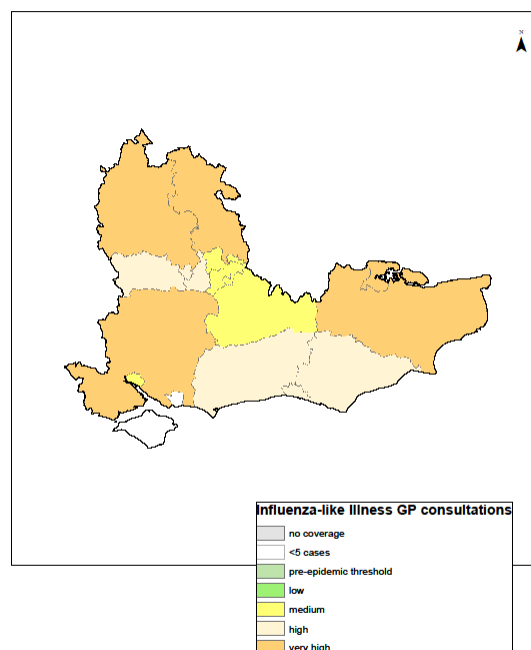 N
Influenza-like Illness GP consultations
no coverage
<5 cases
pre-epidemic threshold
low
medium
high
very high